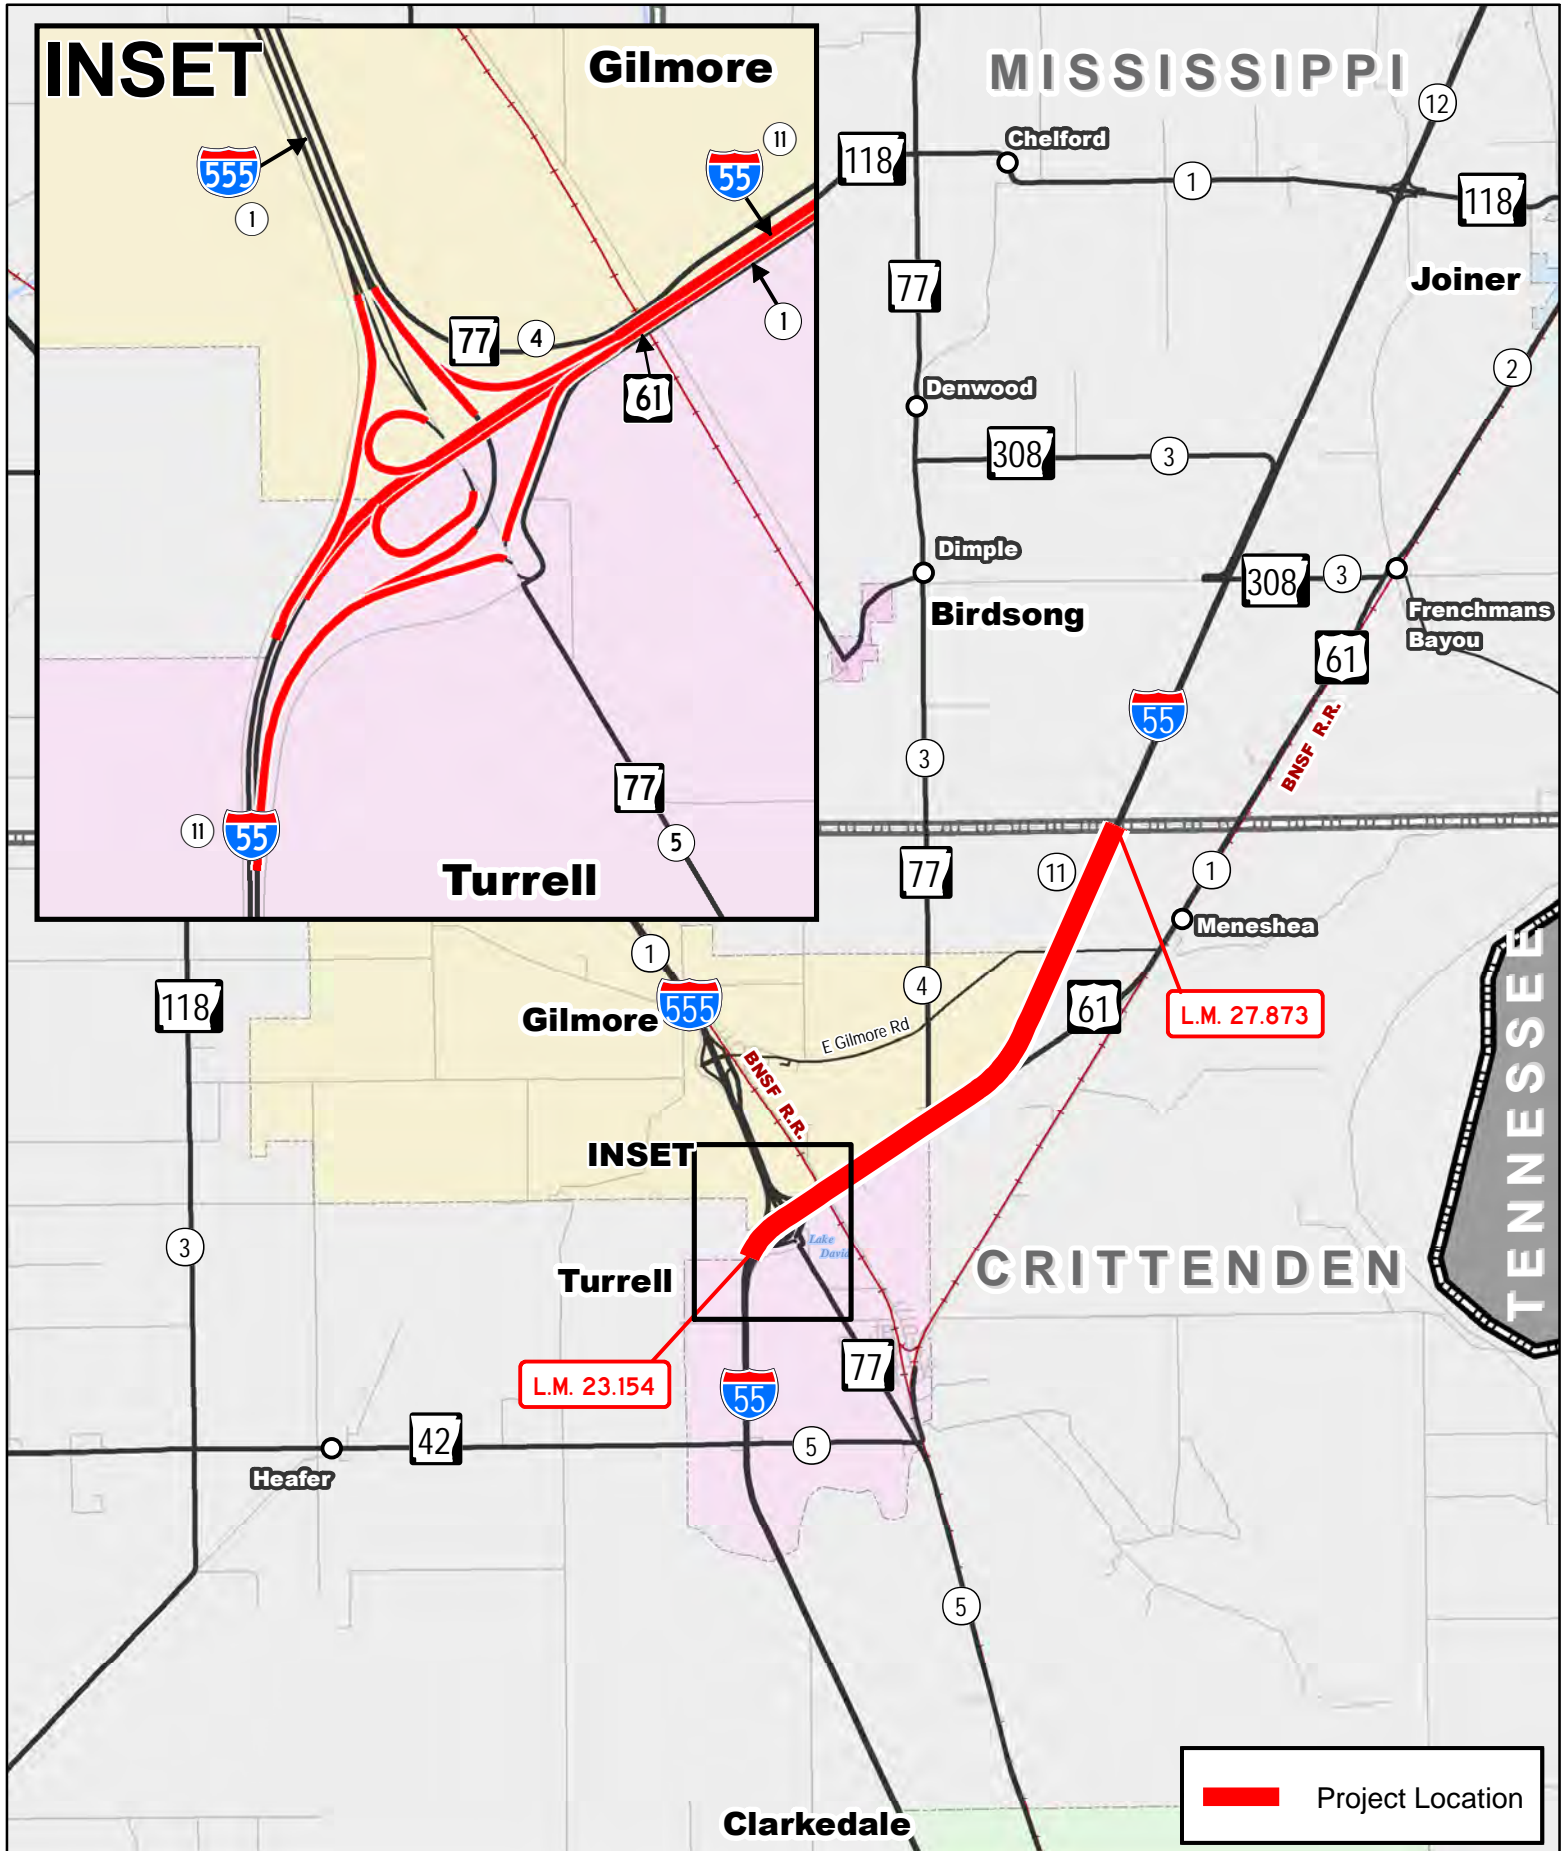 INSET
Gilmore
555
1
55
11
1
77
4
61
77
5
11
55
Turrell
MISSISSIPPI
12
118
Chelford
1
118
77
Joiner
2
Denwood
308
3
Dimple
308
3
Birdsong
Frenchmans
Bayou
61
55
BNSF R.R.
3
77
11
1
Meneshea
TENNESSEE
1
118
555
4
61
L.M. 27.873
Gilmore
E Gilmore Rd
BNSF R.R.
INSET
3
Lake
David
CRITTENDEN
Turrell
L.M. 23.154
77
55
42
5
Heafer
5
Project Location
Clarkedale